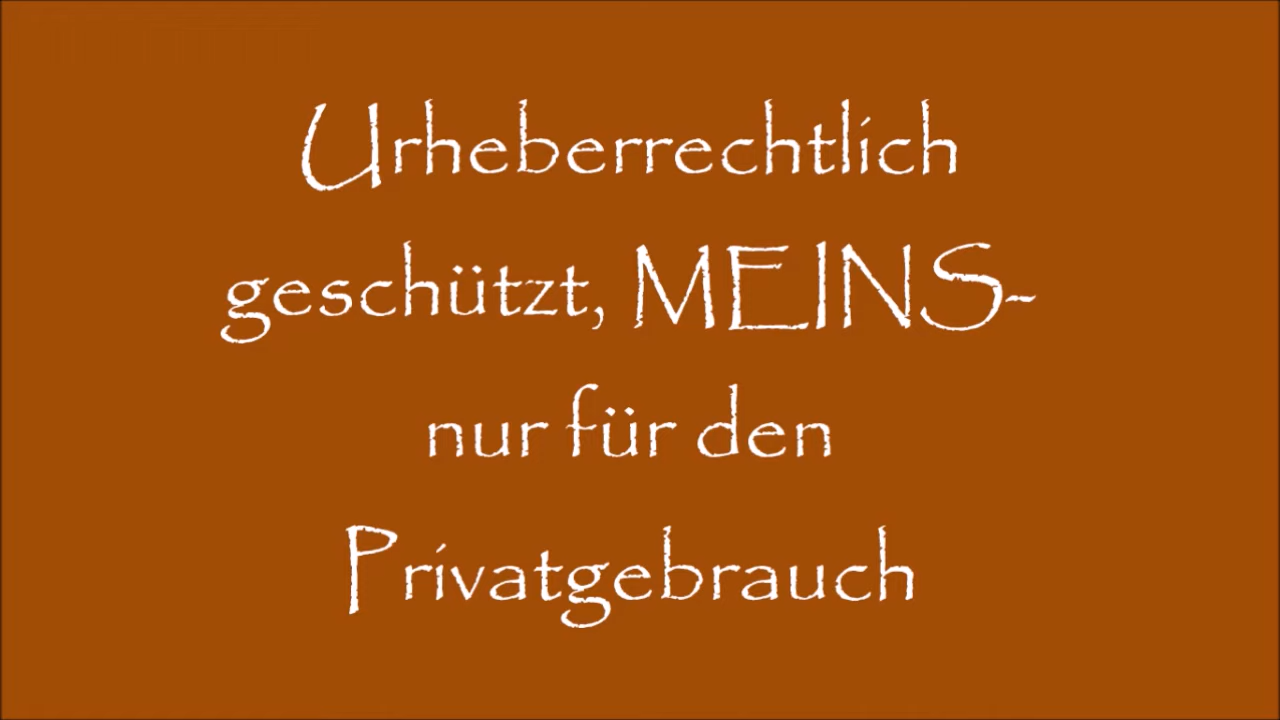 Urheberrechtlich
geschützt, MEINS-
nur für den
Privatgebrauch